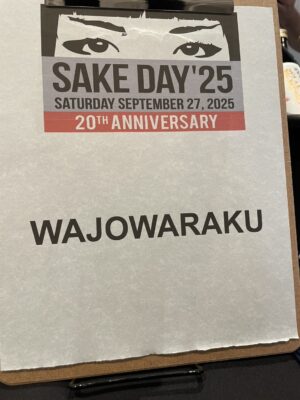 SAKE DAY'25
SATURDAY SEPTEMBER 27, 2025
20TH ANNIVERSARY
WAJOWARAKU